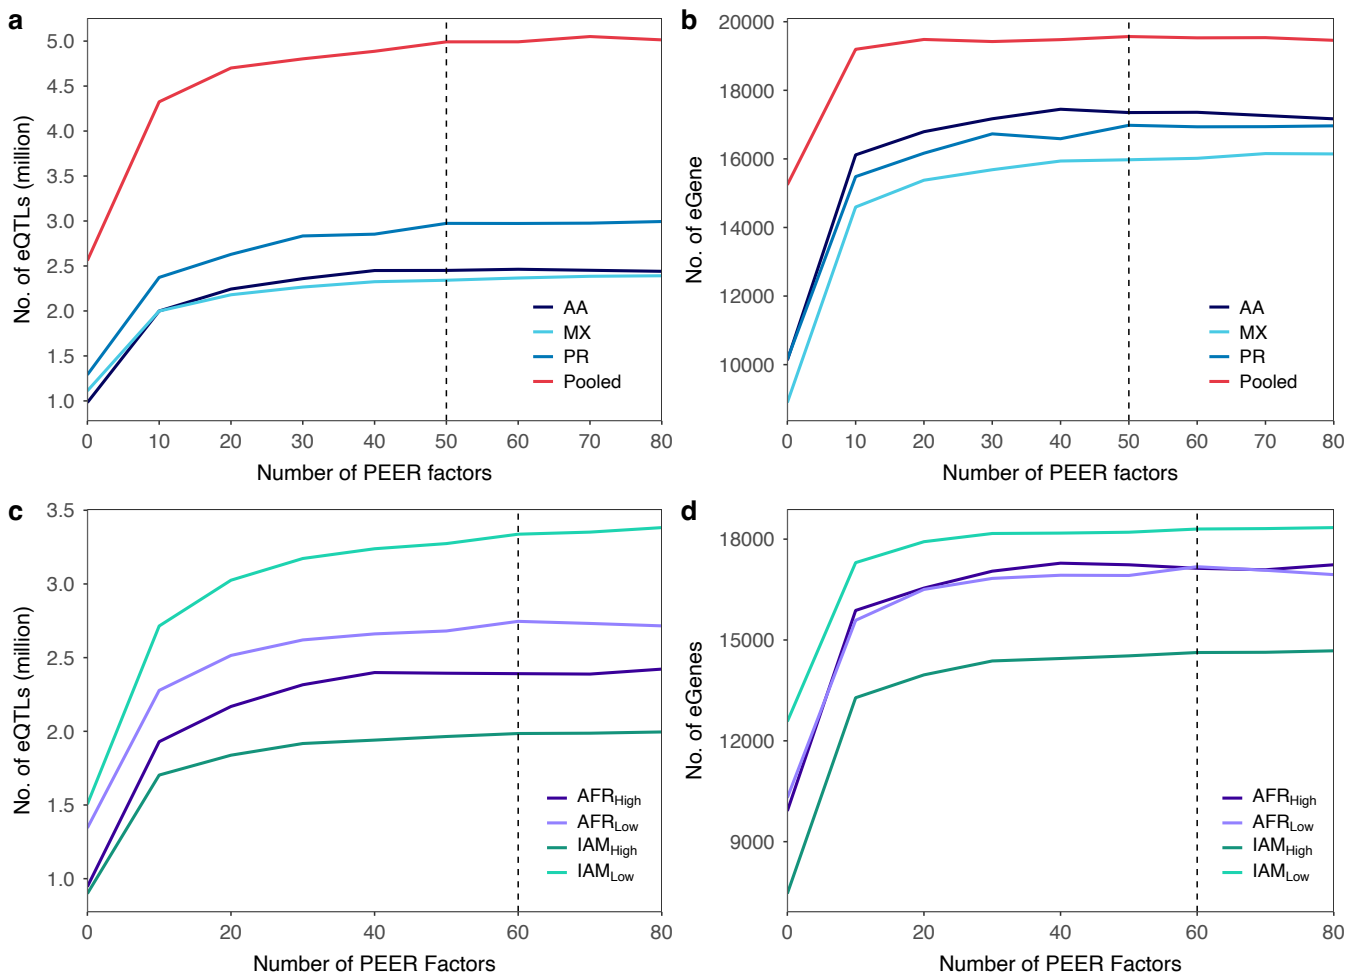 a
No. of eQTLs (million)
5.0
4.5
4.0
3.5
3.0
2.5
2.0
1.5
1.0
AA
MX
PR
Pooled
0 10 20 30 40 50 60 70 80
Number of PEER factors
b
No. of eGene
20000
18000
16000
14000
12000
10000
AA
MX
PR
Pooled
0 10 20 30 40 50 60 70 80
Number of PEER factors
c
No. of eQTLs (million)
3.5
3.0
2.5
2.0
1.5
1.0
AFRHigh
AFRLow
IAMHigh
IAMLow
0 20 40 60 80
Number of PEER Factors
d
No. of eGenes
18000
15000
12000
9000
AFRHigh
AFRLow
IAMHigh
IAMLow
0 20 40 60 80
Number of PEER Factors